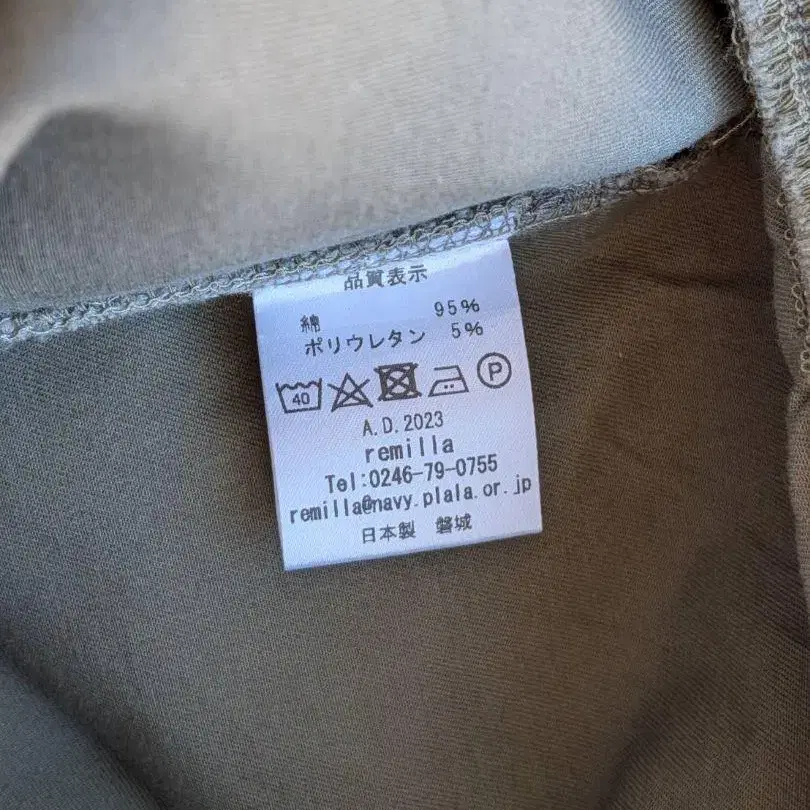 品質表示
綿 95%
ポリウレタン 5%
40 P
A.D.2023
remilla
Tel:0246-79-0755
remilla@navy.plala.or.jp
日本製 磐城